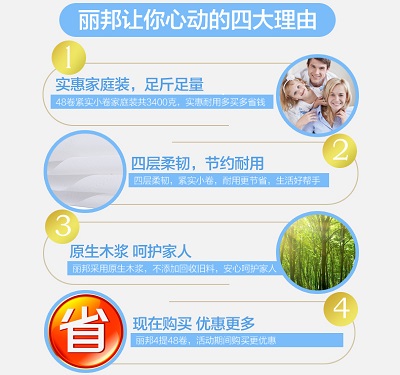 丽邦让你心动的四大理由
1
实惠家庭装，足斤足量
48卷紧实小卷家庭装共3400克，实惠耐用多买多省钱
2
四层柔韧，节约耐用
四层柔韧，紧实小卷，耐用更节省，生活好帮手
3
原生木浆 呵护家人
丽邦采用原生木浆，不添加回收旧料，安心呵护家人
4
省
现在购买 优惠更多
丽邦4提48卷，活动期间购买更优惠